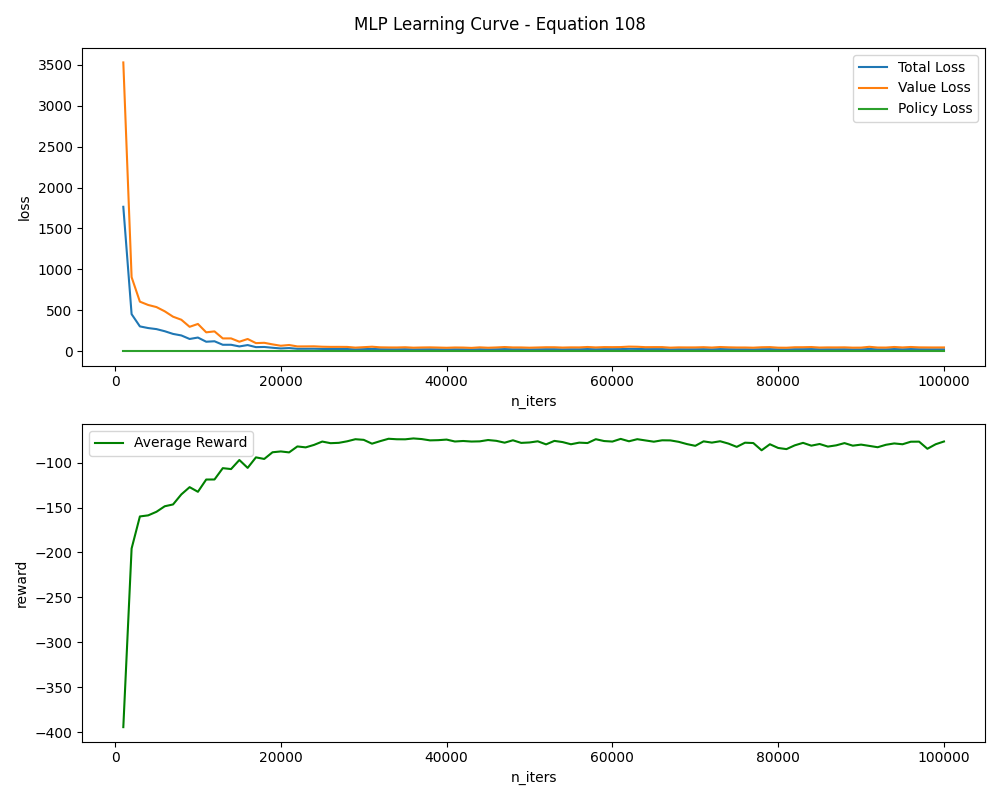 MLP Learning Curve - Equation 108
3500
3000
2500
2000
1500
1000
500
0
loss
Total Loss
Value Loss
Policy Loss
0 20000 40000 60000 80000 100000
n_iters
Average Reward
−100
−150
−200
−250
−300
−350
−400
reward
0 20000 40000 60000 80000 100000
n_iters